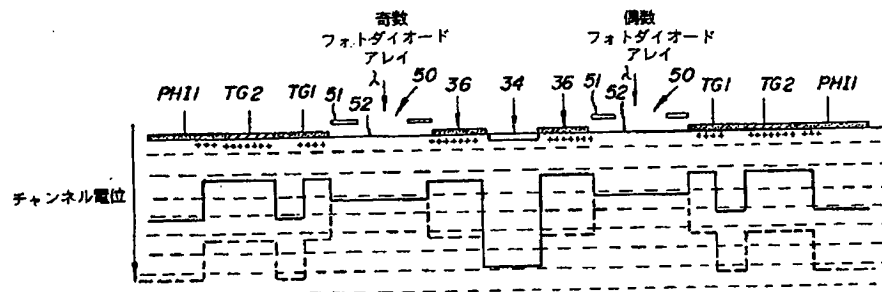 奇数
フォトダイオード
アレイ
λ
偶数
フォトダイオード
アレイ
λ
PHI1 TG2 TG1 51 52 50 36 34 36 51 52 50 TG1 TG2 PHI1
チャンネル電位